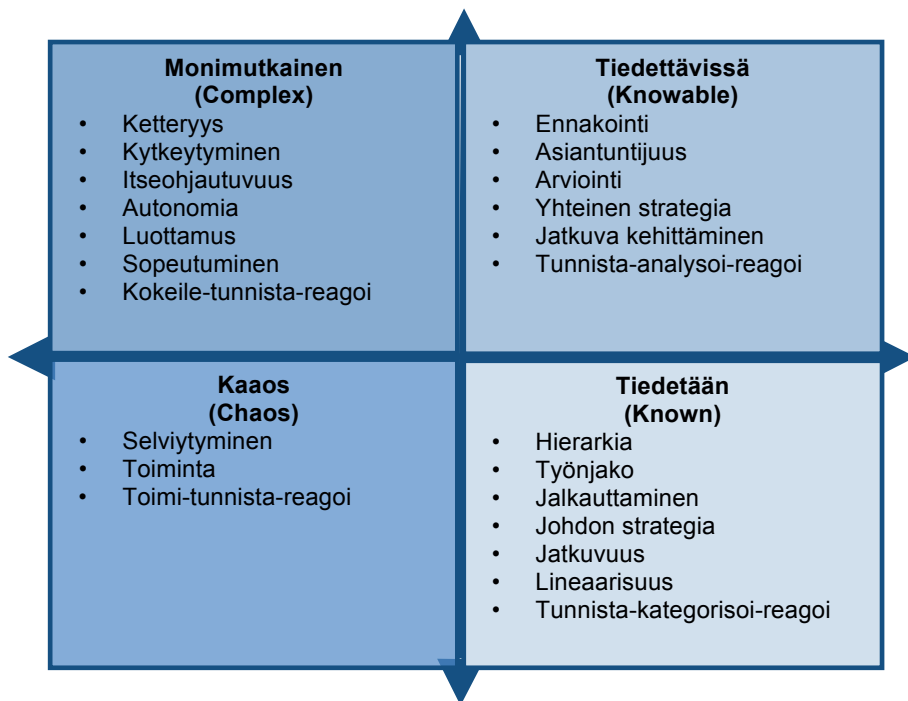 Monimutkainen
(Complex)
• Ketteryys
• Kytkeytyminen
• Itseohjautuvuus
• Autonomia
• Luottamus
• Sopeutuminen
• Kokeile-tunnista-reagoi
Tiedettävissä
(Knowable)
• Ennakointi
• Asiantuntijuus
• Arviointi
• Yhteinen strategia
• Jatkuva kehittäminen
• Tunnista-analysoi-reagoi
Kaaos
(Chaos)
• Selviytyminen
• Toiminta
• Toimi-tunnista-reagoi
Tiedetään
(Known)
• Hierarkia
• Työnjako
• Jalkauttaminen
• Johdon strategia
• Jatkuvuus
• Lineaarisuus
• Tunnista-kategorisoi-reagoi